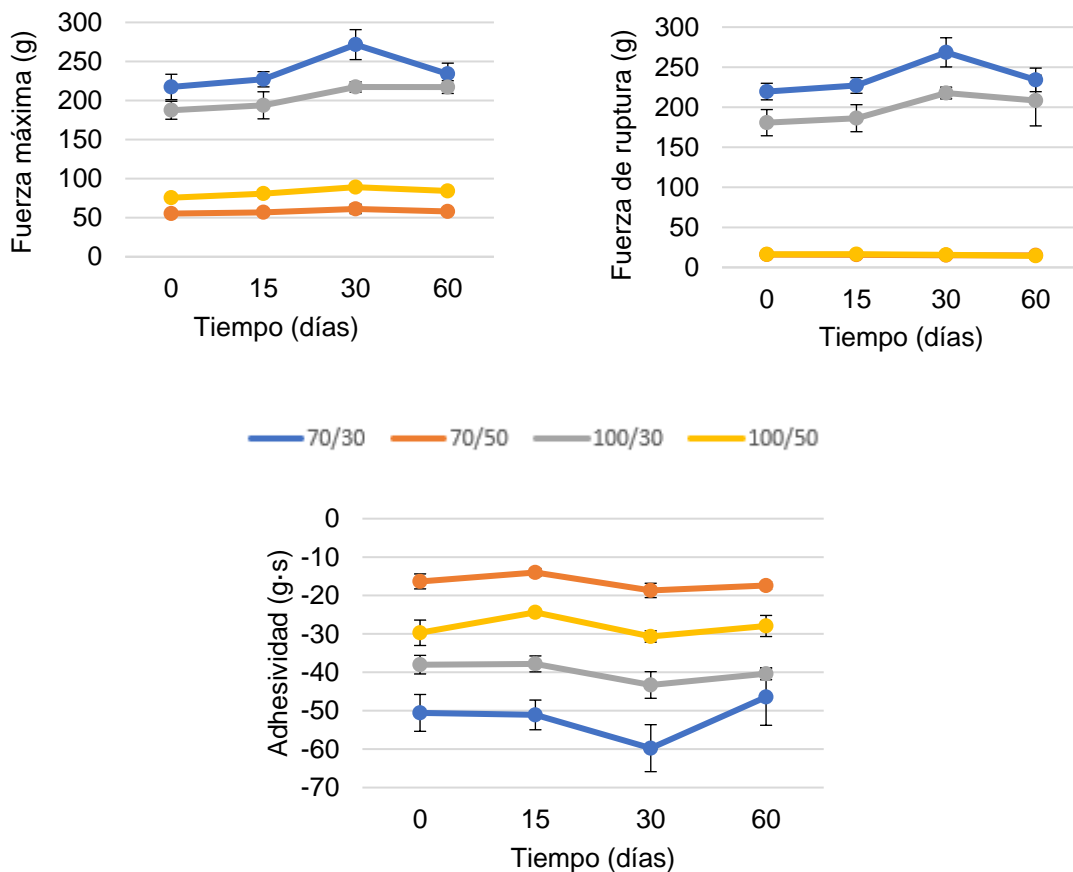 Fuerza máxima (g)
300
250
200
150
100
50
0
0 15 30 60
Tiempo (días)
Fuerza de ruptura (g)
300
250
200
150
100
50
0
0 15 30 60
Tiempo (días)
70/30 70/50 100/30 100/50
Adhesividad (g·s)
0
-10
-20
-30
-40
-50
-60
-70
0 15 30 60
Tiempo (días)